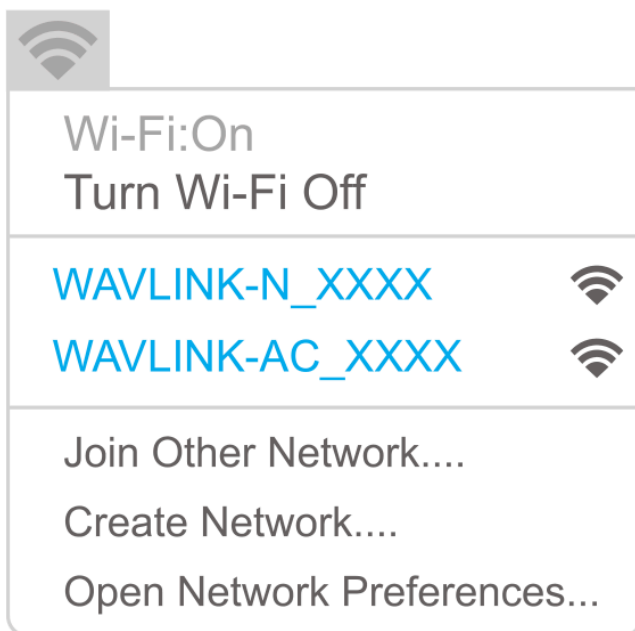 Wi-Fi:On
Turn Wi-Fi Off
WAVLINK-N_XXXX
WAVLINK-AC_XXXX
Join Other Network....
Create Network....
Open Network Preferences...